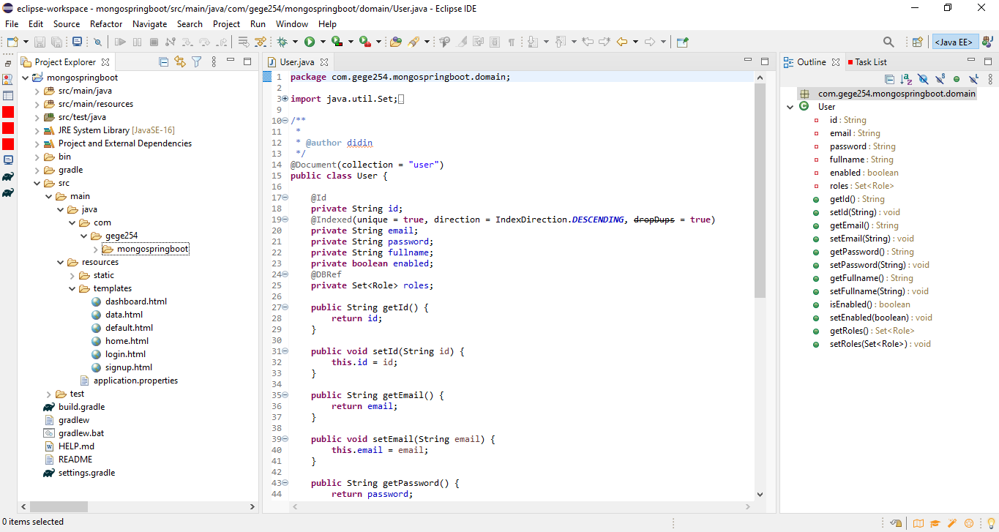 eclipse-workspace - mongospringboot/src/main/java/com/gege254/mongospringboot/domain/User.java - Eclipse IDE
File Edit Source Refactor Navigate Search Project Run Window Help
<Java EE>
Project Explorer
mongospringboot
src/main/java
src/main/resources
src/test/java
JRE System Library [JavaSE-16]
Project and External Dependencies
bin
gradle
src
main
java
com
gege254
mongospringboot
resources
static
templates
dashboard.html
data.html
default.html
home.html
login.html
signup.html
application.properties
test
build.gradle
gradlew
gradlew.bat
HELP.md
README
settings.gradle
User.java
1 package com.gege254.mongospringboot.domain;
2
3 import java.util.Set;
9
10 /**
11 *
12 * @author didin
13 */
14 @Document(collection = "user")
15 public class User {
16
17 @Id
18 private String id;
19 @Indexed(unique = true, direction = IndexDirection.DESCENDING, dropDups = true)
20 private String email;
21 private String password;
22 private String fullname;
23 private boolean enabled;
24 @DBRef
25 private Set<Role> roles;
26
27 public String getId() {
28 return id;
29 }
30
31 public void setId(String id) {
32 this.id = id;
33 }
34
35 public String getEmail() {
36 return email;
37 }
38
39 public void setEmail(String email) {
40 this.email = email;
41 }
42
43 public String getPassword() {
44 return password;
Outline Task List
com.gege254.mongospringboot.domain
User
id : String
email : String
password : String
fullname : String
enabled : boolean
roles : Set<Role>
getId() : String
setId(String) : void
getEmail() : String
setEmail(String) : void
getPassword() : String
setPassword(String) : void
getFullname() : String
setFullname(String) : void
isEnabled() : boolean
setEnabled(boolean) : void
getRoles() : Set<Role>
setRoles(Set<Role>) : void
0 items selected